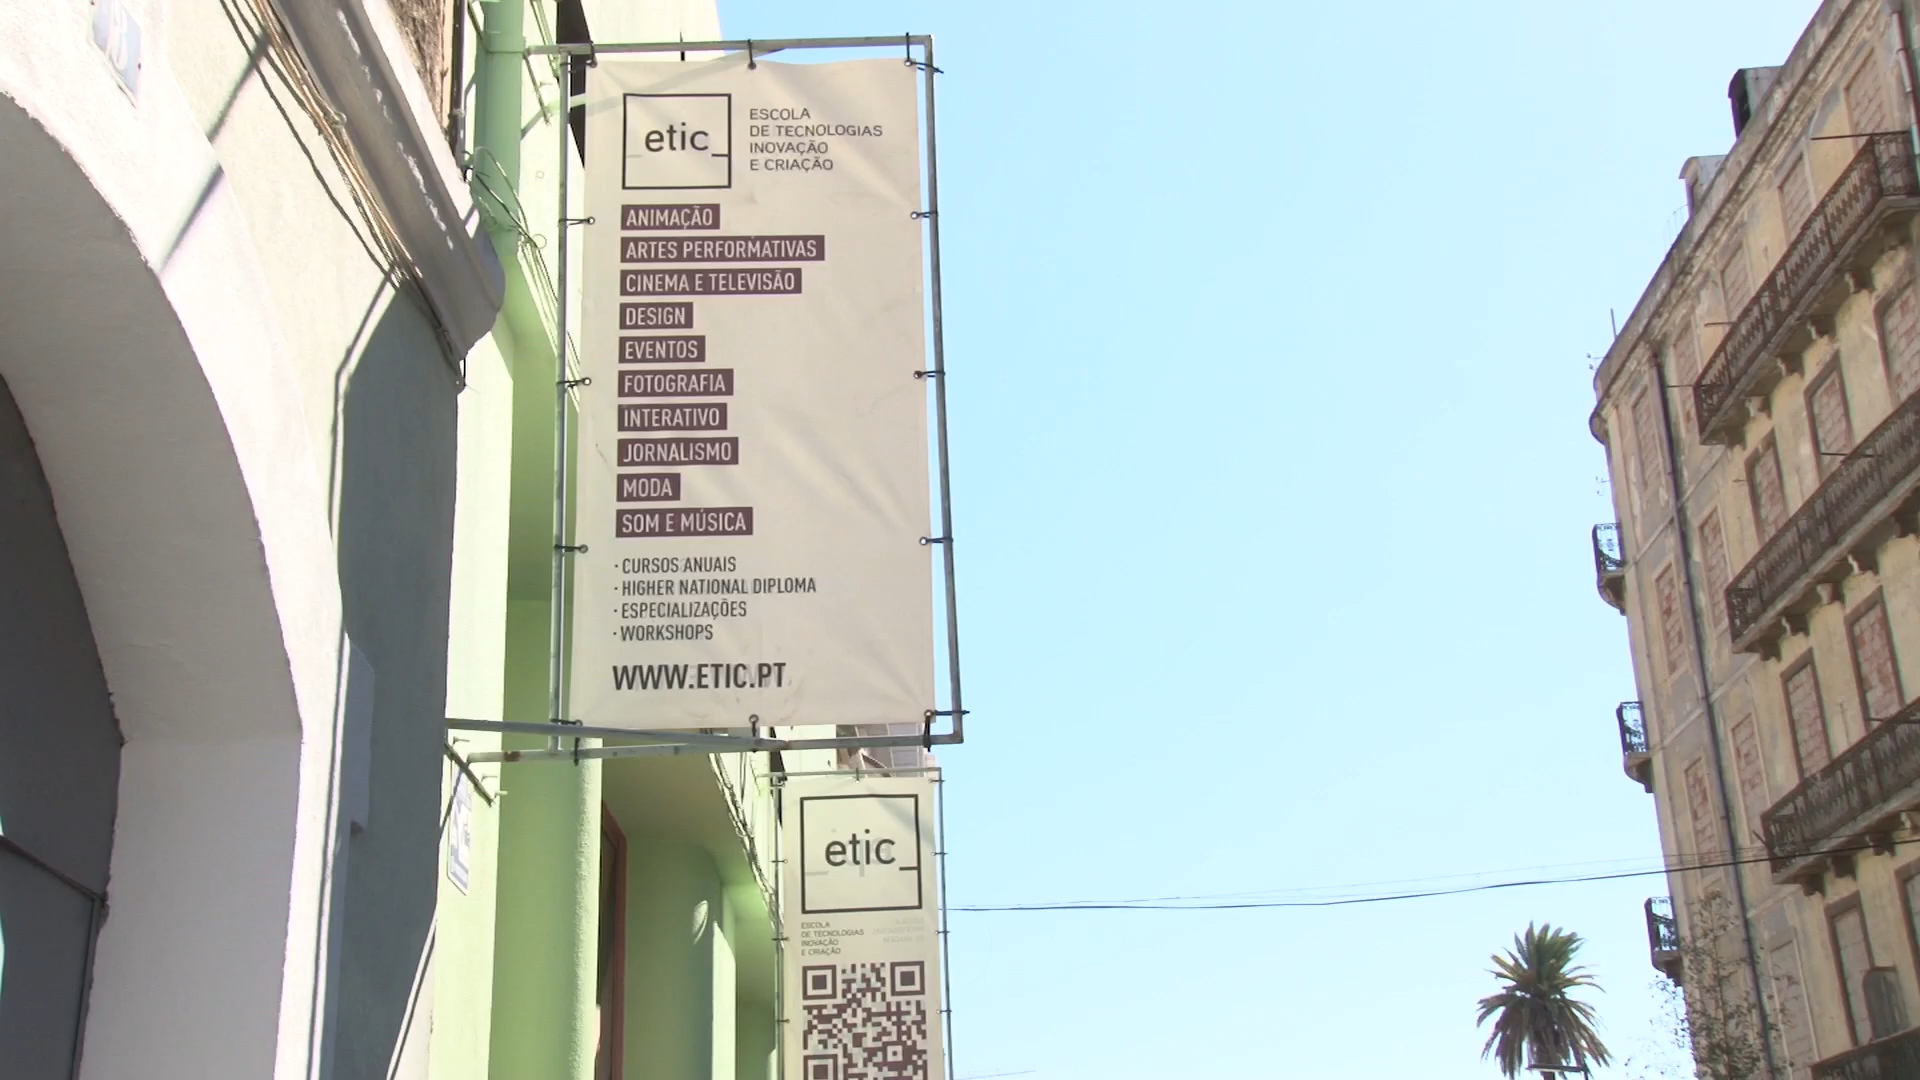 etic_
ESCOLA
DE TECNOLOGIAS
INOVAÇÃO
E CRIAÇÃO
ANIMAÇÃO
ARTES PERFORMATIVAS
CINEMA E TELEVISÃO
DESIGN
EVENTOS
FOTOGRAFIA
INTERATIVO
JORNALISMO
MODA
SOM E MÚSICA
· CURSOS ANUAIS
· HIGHER NATIONAL DIPLOMA
· ESPECIALIZAÇÕES
· WORKSHOPS
WWW.ETIC.PT
etic_
ESCOLA
DE TECNOLOGIAS
INOVAÇÃO
E CRIAÇÃO